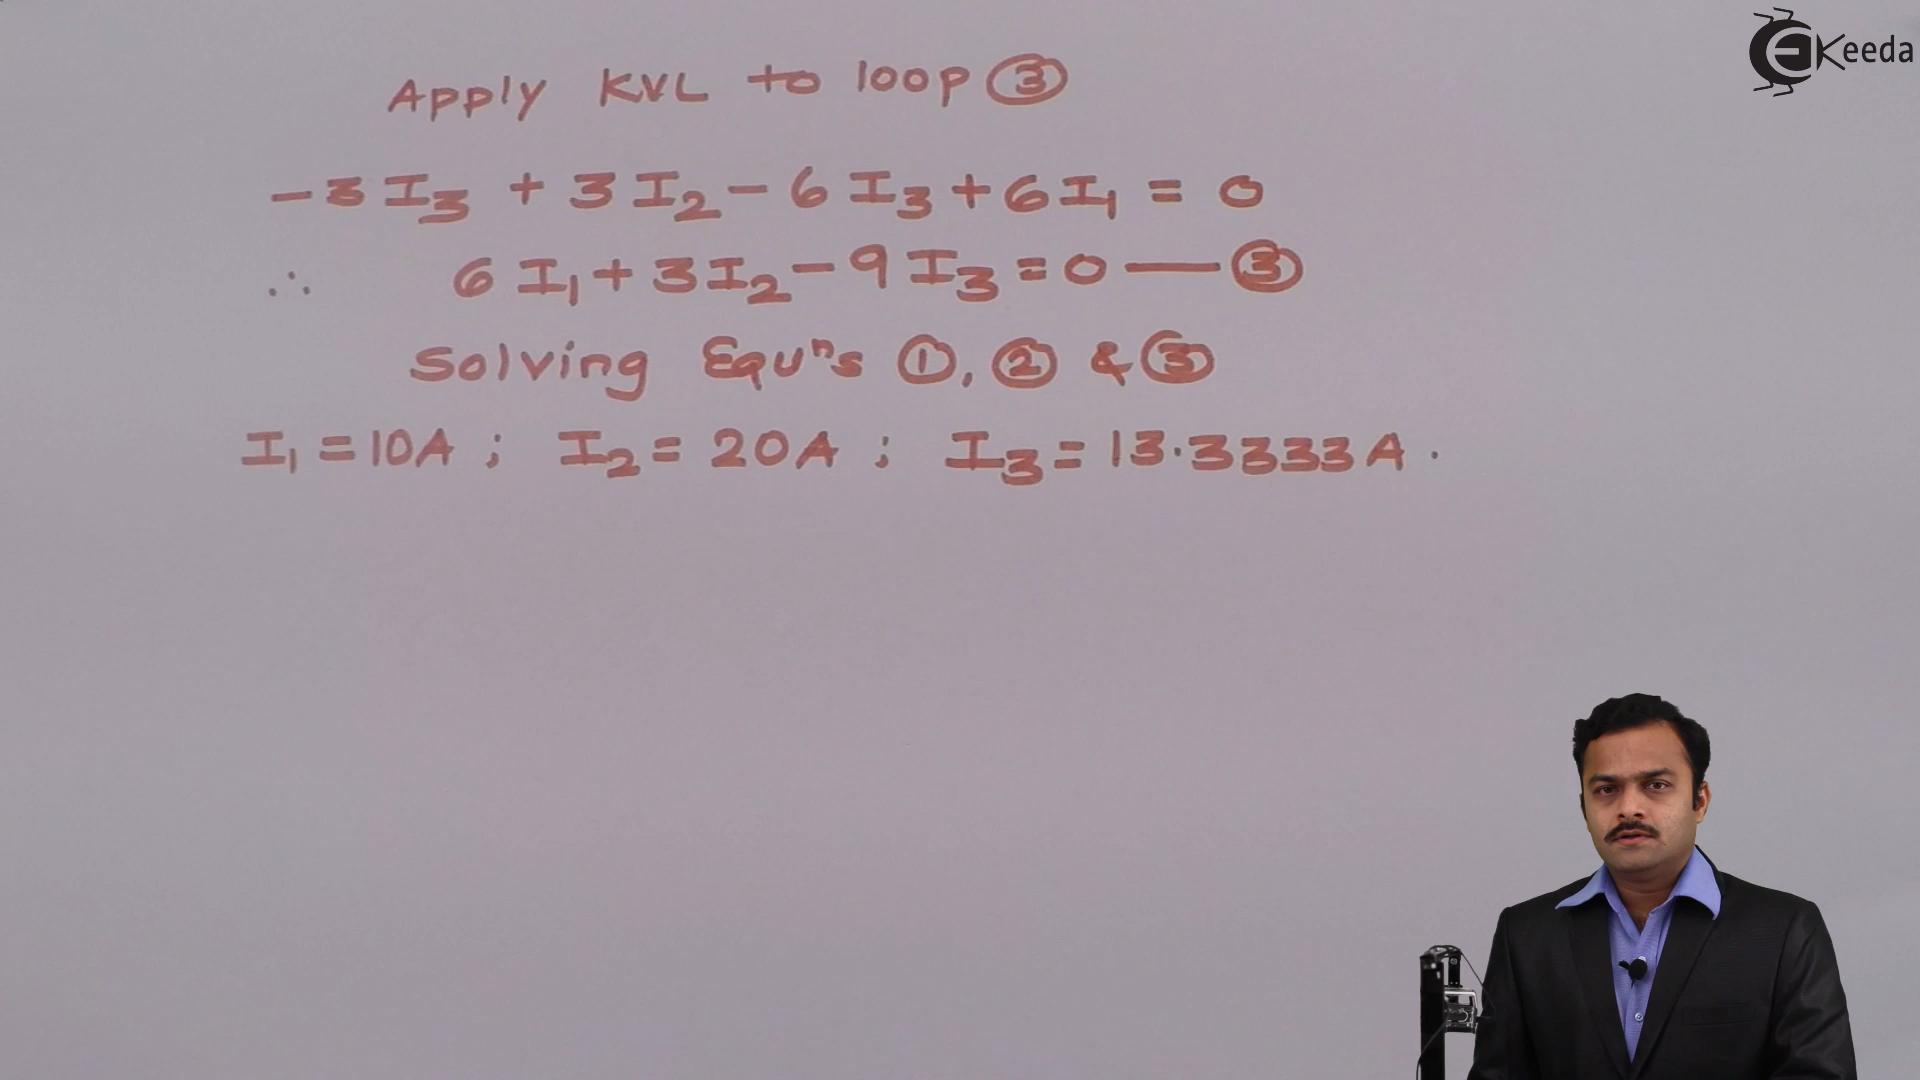 Apply KVL to loop ③
-3I₃ + 3I₂ - 6I₃ + 6I₁ = 0
∴ 6I₁ + 3I₂ - 9I₃ = 0 — ③
Solving Equⁿs ①, ② & ③
I₁ = 10A ; I₂ = 20A ; I₃ = 13.3333A .
EKeeda